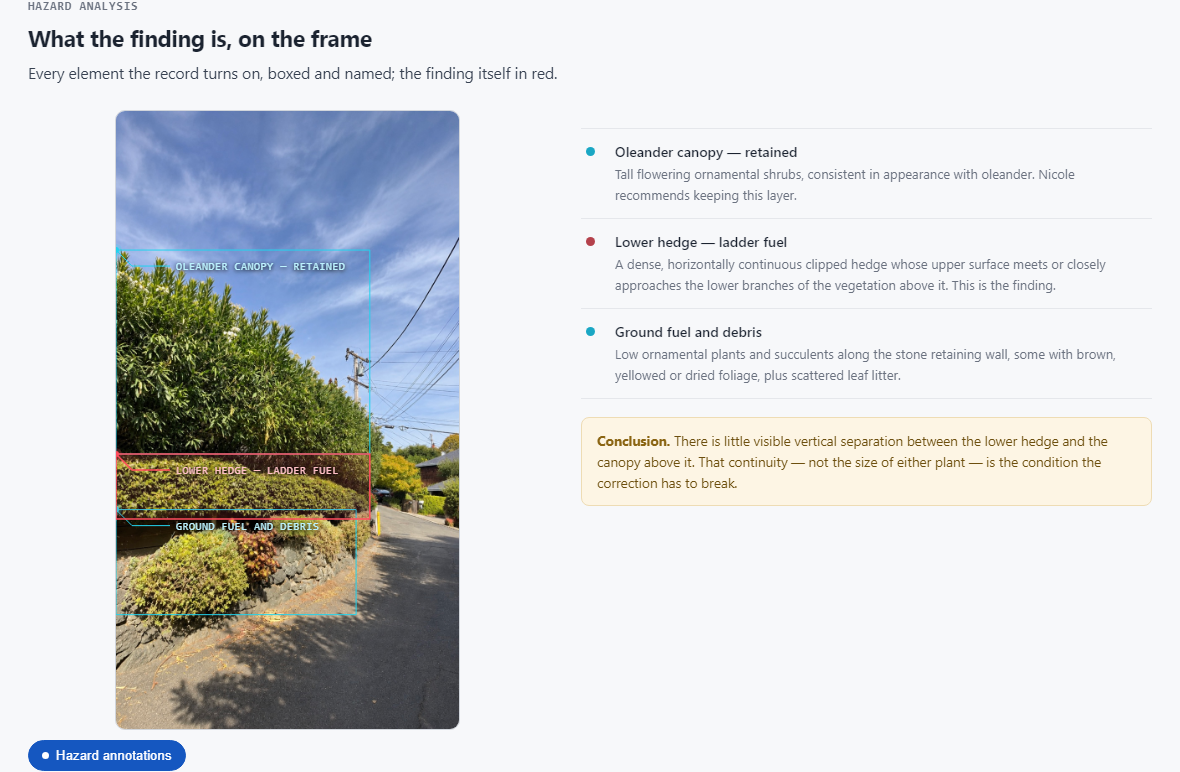 HAZARD ANALYSIS
What the finding is, on the frame
Every element the record turns on, boxed and named; the finding itself in red.
OLEANDER CANOPY — RETAINED
LOWER HEDGE — LADDER FUEL
GROUND FUEL AND DEBRIS
Oleander canopy — retained
Tall flowering ornamental shrubs, consistent in appearance with oleander. Nicole
recommends keeping this layer.
Lower hedge — ladder fuel
A dense, horizontally continuous clipped hedge whose upper surface meets or closely
approaches the lower branches of the vegetation above it. This is the finding.
Ground fuel and debris
Low ornamental plants and succulents along the stone retaining wall, some with brown,
yellowed or dried foliage, plus scattered leaf litter.
Conclusion. There is little visible vertical separation between the lower hedge and the
canopy above it. That continuity — not the size of either plant — is the condition the
correction has to break.
Hazard annotations